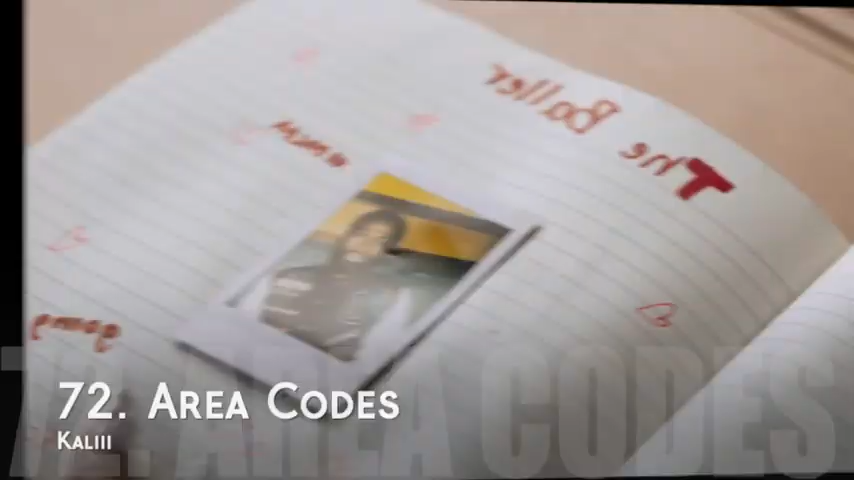 The Baller
72. AREA CODES
72. AREA CODES
KALIII